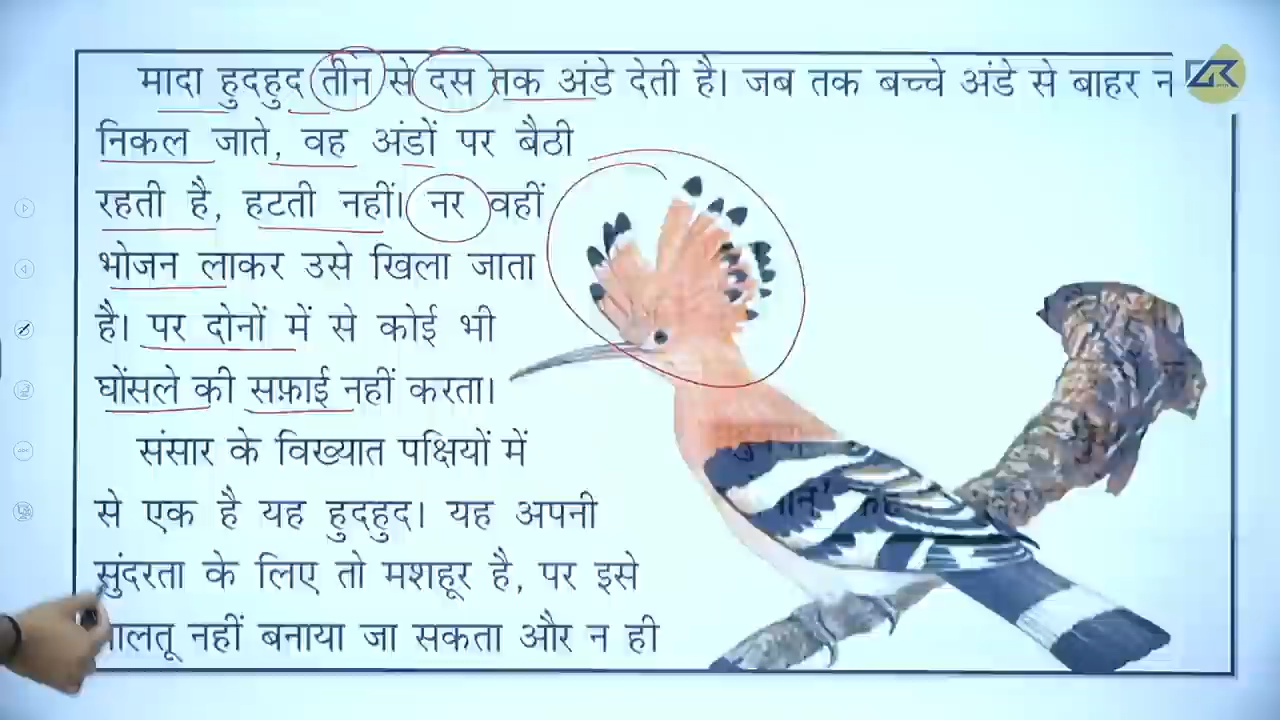 मादा हुदहुद तीन से दस तक अंडे देती है। जब तक बच्चे अंडे से बाहर न
निकल जाते, वह अंडों पर बैठी
रहती है, हटती नहीं। नर वहीं
भोजन लाकर उसे खिला जाता
है। पर दोनों में से कोई भी
घोंसले की सफ़ाई नहीं करता।
संसार के विख्यात पक्षियों में
से एक है यह हुदहुद। यह अपनी
सुंदरता के लिए तो मशहूर है, पर इसे
नहीं बनाया जा सकता और न ही